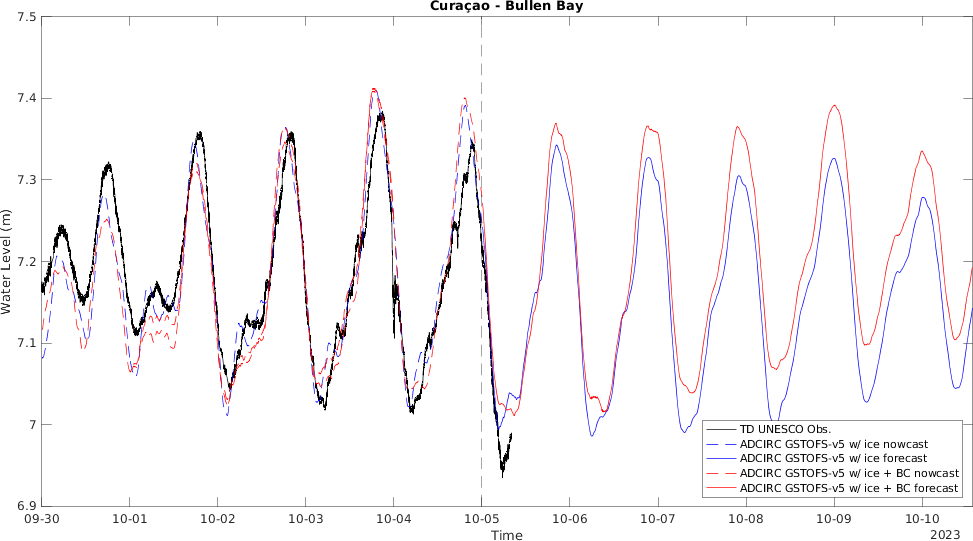 Curaçao - Bullen Bay
7.5
7.4
7.3
7.2
7.1
7
6.9
Water Level (m)
09-30 10-01 10-02 10-03 10-04 10-05 10-06 10-07 10-08 10-09 10-10
Time
2023
TD UNESCO Obs.
ADCIRC GSTOFS-v5 w/ ice nowcast
ADCIRC GSTOFS-v5 w/ ice forecast
ADCIRC GSTOFS-v5 w/ ice + BC nowcast
ADCIRC GSTOFS-v5 w/ ice + BC forecast